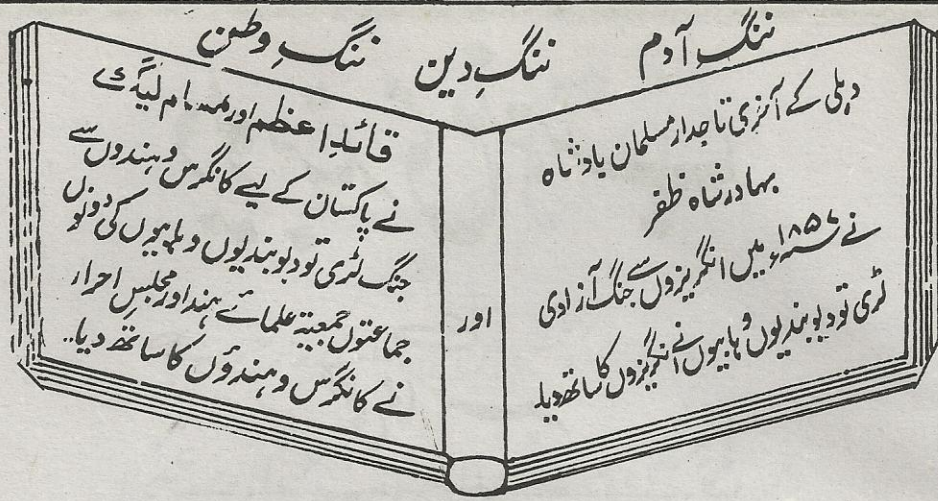 ننگِ آدم ننگِ دین ننگِ وطن
دہلی کے آخری تاجدار مسلمان بادشاہ
بہادر شاہ ظفر
نے ۱۸۵۷ء میں انگریزوں سے جنگ آزادی
لڑی تو دیوبندیوں وہابیوں نے انگریزوں کا ساتھ دیا۔
اور
قائدِ اعظم اور مسلم لیگ
نے پاکستان کے لیے کانگرس و ہندوں سے
جنگ لڑی تو دیوبندیوں وہابیوں کی دونوں
جماعتوں جمعیۃ علمائے ہند اور مجلسِ احرار
نے کانگرس و ہندوؤں کا ساتھ دیا۔